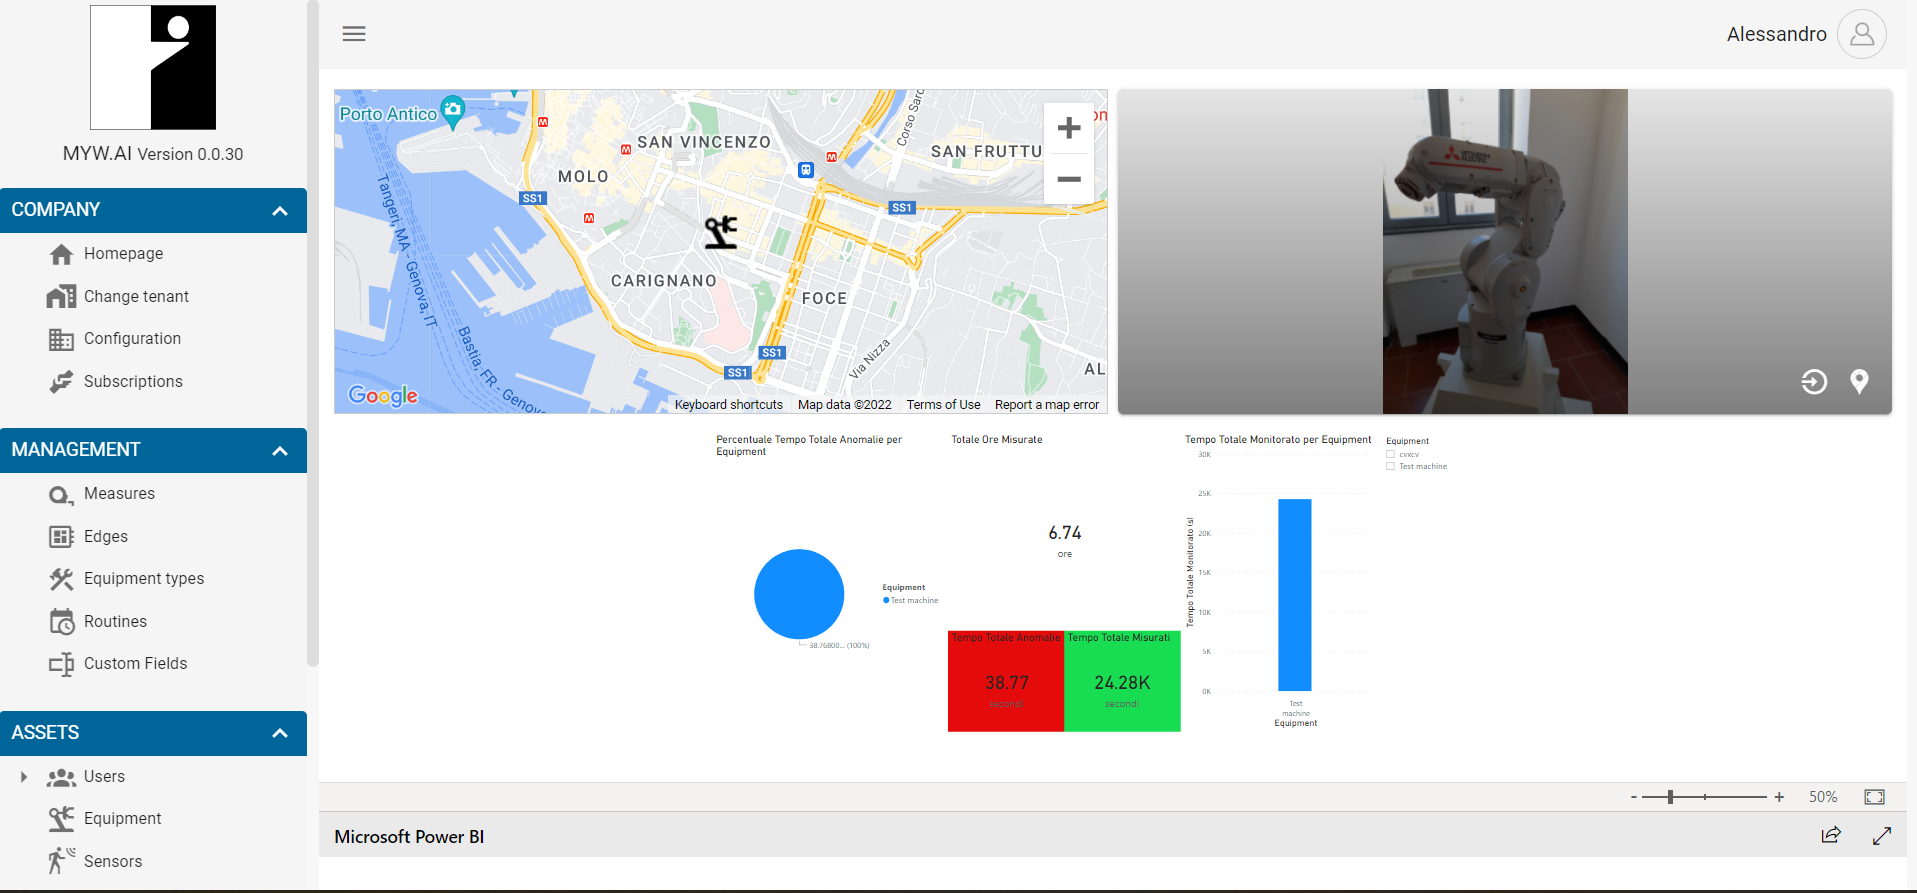 MYW.AI Version 0.0.30
COMPANY
Homepage
Change tenant
Configuration
Subscriptions
MANAGEMENT
Measures
Edges
Equipment types
Routines
Custom Fields
ASSETS
Users
Equipment
Sensors
Alessandro
Porto Antico
SAN VINCENZO
SAN FRUTTU
MOLO
SS1
SS1
CARIGNANO
FOCE
SS1
SS1
AL
Corso Sarz
Via Nizza
Tangeri, MA - Genova, IT
Bastia, FR - Genova
M
M
M
M
Google
Keyboard shortcuts
Map data ©2022
Terms of Use
Report a map error
+
−
MITSUBISHI
ELECTRIC
Percentuale Tempo Totale Anomalie per
Equipment
Equipment
Test machine
38.76800... (100%)
Totale Ore Misurate
6.74
ore
Tempo Totale Anomalie
38.77
secondi
Tempo Totale Misurati
24.28K
secondi
Tempo Totale Monitorato per Equipment
30K
25K
20K
15K
10K
5K
0K
Tempo Totale Monitorato (s)
Test
machine
Equipment
Equipment
cvxcv
Test machine
- + 50%
Microsoft Power BI